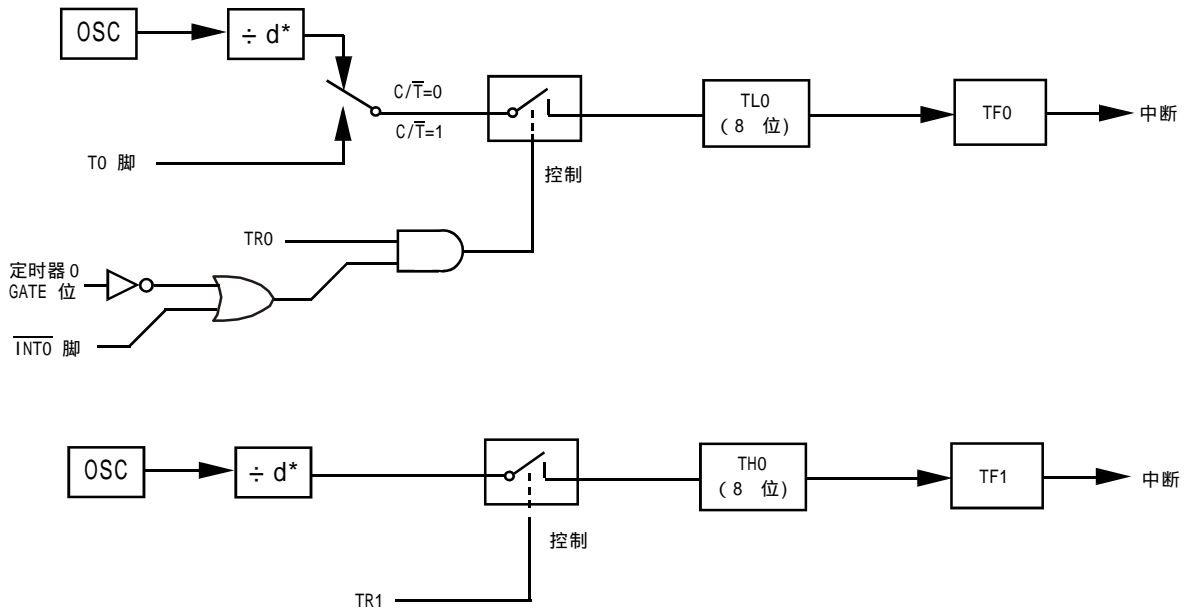 OSC
÷ d*
C/T̅=0
C/T̅=1
T0 脚
控制
TL0
(8 位)
TF0
中断
TR0
定时器0
GATE 位
I̅N̅T̅0̅ 脚
OSC
÷ d*
控制
TH0
(8 位)
TF1
中断
TR1